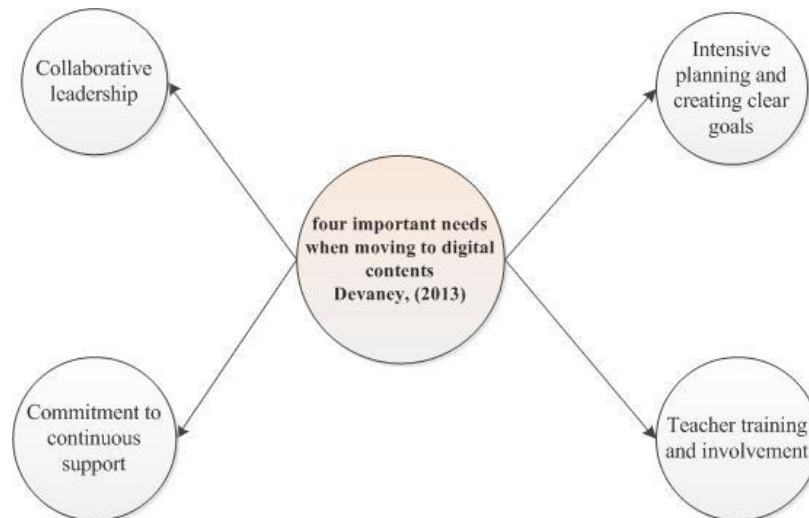 Collaborative
leadership
Intensive
planning and
creating clear
goals
four important needs
when moving to digital
contents
Devaney, (2013)
Commitment to
continuous
support
Teacher training
and involvement